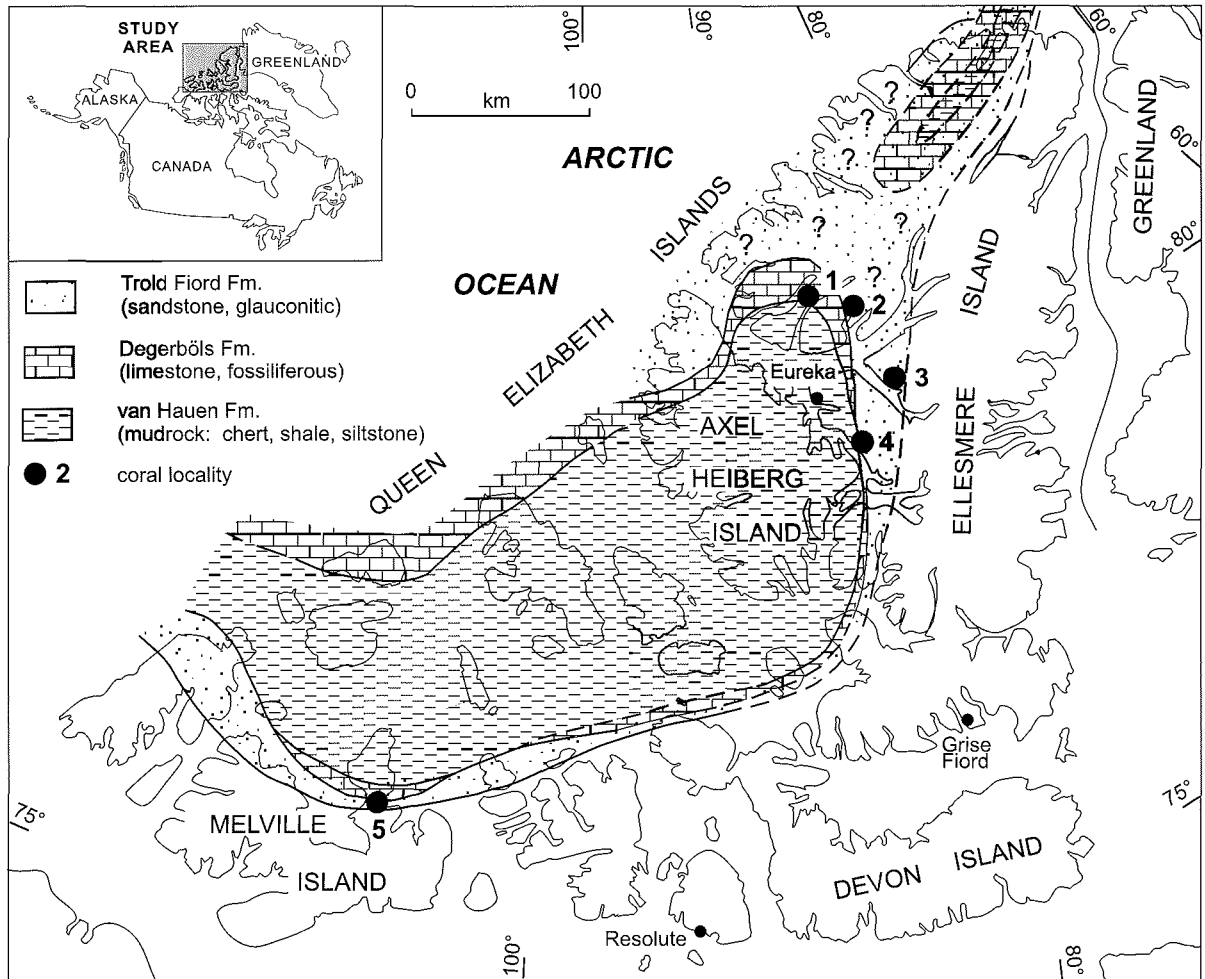 STUDY
AREA
GREENLAND
ALASKA
CANADA
100°
90°
80°
60°
0 km 100
ARCTIC
OCEAN
QUEEN ELIZABETH ISLANDS
GREENLAND
60°
80°
Trold Fiord Fm.
(sandstone, glauconitic)
Degerböls Fm.
(limestone, fossiliferous)
van Hauen Fm.
(mudrock: chert, shale, siltstone)
2 coral locality
? ? ? ? ? ? ?
1
2
3
4
5
Eureka
AXEL
HEIBERG
ISLAND
ELLESMERE ISLAND
Grise
Fiord
75°
75°
MELVILLE
ISLAND
DEVON ISLAND
Resolute
100°
80°